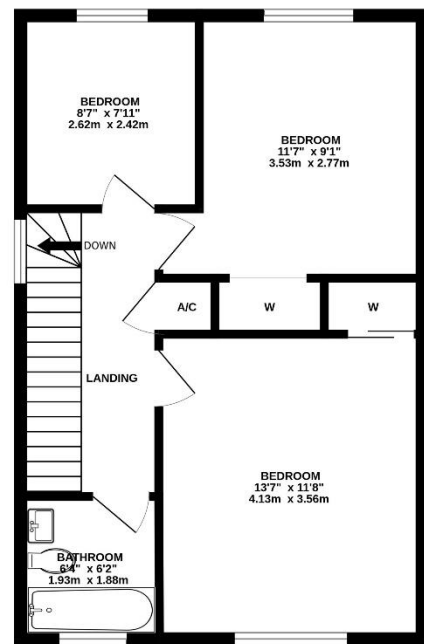 BEDROOM
8'7" x 7'11"
2.62m x 2.42m
BEDROOM
11'7" x 9'1"
3.53m x 2.77m
DOWN
A/C
W
W
LANDING
BEDROOM
13'7" x 11'8"
4.13m x 3.56m
BATHROOM
6'4" x 6'2"
1.93m x 1.88m